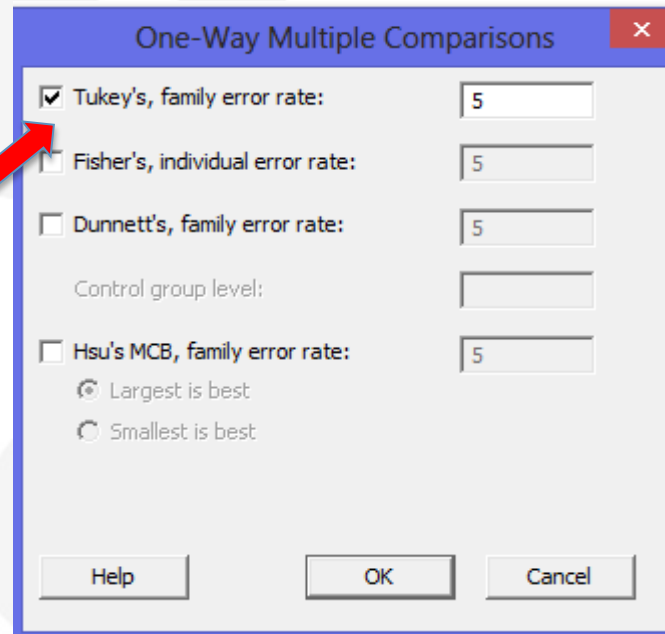 One-Way Multiple Comparisons
Tukey's, family error rate: 5
Fisher's, individual error rate: 5
Dunnett's, family error rate: 5
Control group level:
Hsu's MCB, family error rate: 5
Largest is best
Smallest is best
Help OK Cancel